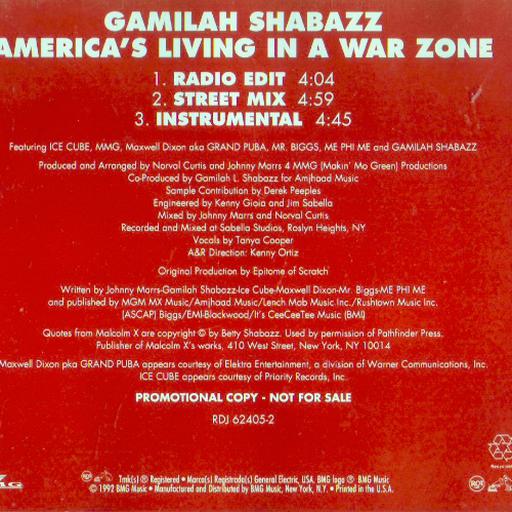 GAMILAH SHABAZZ
AMERICA'S LIVING IN A WAR ZONE
1. RADIO EDIT 4:04
2. STREET MIX 4:59
3. INSTRUMENTAL 4:45
Featuring ICE CUBE, MMG, Maxwell Dixon aka GRAND PUBA, MR. BIGGS, ME PHI ME and GAMILAH SHABAZZ
Produced and Arranged by Norval Curtis and Johnny Marrs 4 MMG (Makin' Mo Green) Productions
Co-Produced by Gamilah L. Shabazz for Amjhaad Music
Sample Contribution by Derek Peeples
Engineered by Kenny Gioia and Jim Sabella
Mixed by Johnny Marrs and Norval Curtis
Recorded and Mixed at Sabella Studios, Roslyn Heights, NY
Vocals by Tanya Cooper
A&R Direction: Kenny Ortiz
Original Production by Epitome of Scratch
Written by Johnny Marrs-Gamilah Shabazz-Ice Cube-Maxwell Dixon-Mr. Biggs-ME PHI ME
and published by MGM MX Music/Amjhaad Music/Lench Mob Music Inc./Rushtown Music Inc.
(ASCAP) Biggs/EMI-Blackwood/It's CeeCeeTee Music (BMI)
Quotes from Malcolm X are copyright © by Betty Shabazz. Used by permission of Pathfinder Press.
Publisher of Malcolm X's works, 410 West Street, New York, NY 10014
Maxwell Dixon pka GRAND PUBA appears courtesy of Elektra Entertainment, a division of Warner Communications, Inc.
ICE CUBE appears courtesy of Priority Records, Inc.
PROMOTIONAL COPY - NOT FOR SALE
RDJ 62405-2
Tmk(s) ® Registered • Marca(s) Registrada(s) General Electric, USA. BMG logo ® BMG Music
© 1992 BMG Music • Manufactured and Distributed by BMG Music, New York, N.Y. • Printed in the U.S.A.